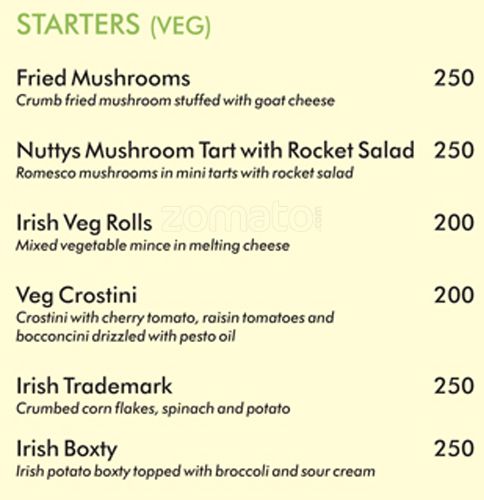 STARTERS (VEG)
Fried Mushrooms 250
Crumb fried mushroom stuffed with goat cheese
Nuttys Mushroom Tart with Rocket Salad 250
Romesco mushrooms in mini tarts with rocket salad
zomato.com
Irish Veg Rolls 200
Mixed vegetable mince in melting cheese
Veg Crostini 200
Crostini with cherry tomato, raisin tomatoes and
bocconcini drizzled with pesto oil
Irish Trademark 250
Crumbed corn flakes, spinach and potato
Irish Boxty 250
Irish potato boxty topped with broccoli and sour cream